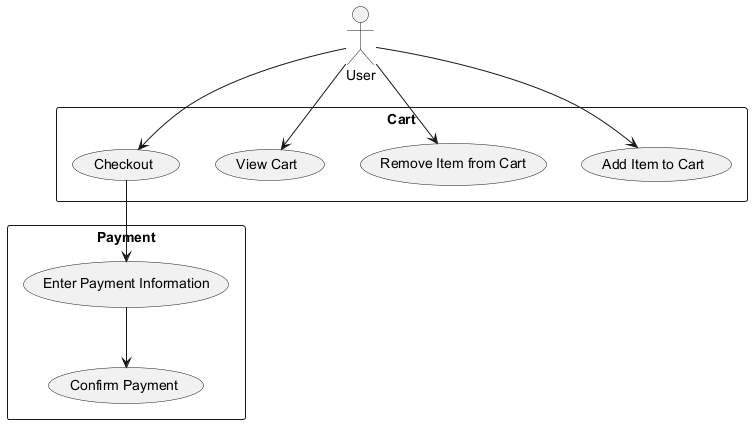 User
Cart
Checkout
View Cart
Remove Item from Cart
Add Item to Cart
Payment
Enter Payment Information
Confirm Payment